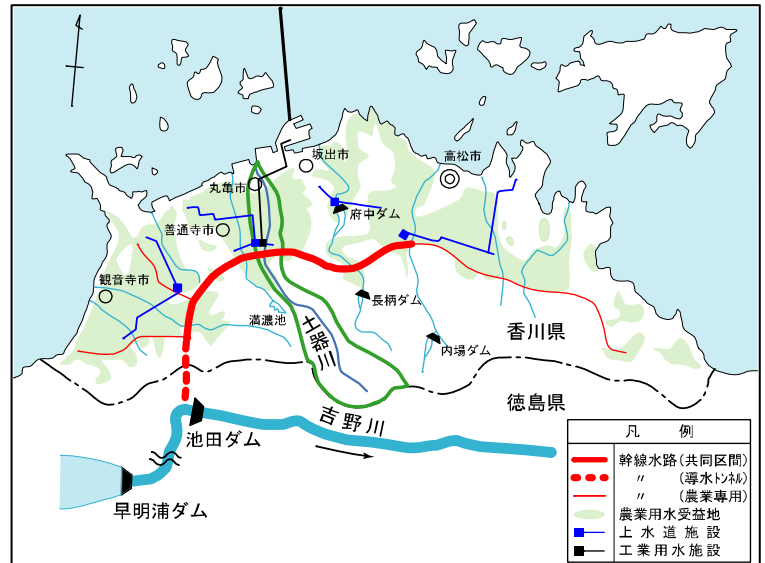 坂出市
高松市
丸亀市
府中ダム
善通寺市
観音寺市
長柄ダム
満濃池
土器川
香川県
内場ダム
徳島県
吉野川
池田ダム
早明浦ダム
凡 例
幹線水路(共同区間)
〃 (導水トンネル)
〃 (農業専用)
農業用水受益地
上水道施設
工業用水施設